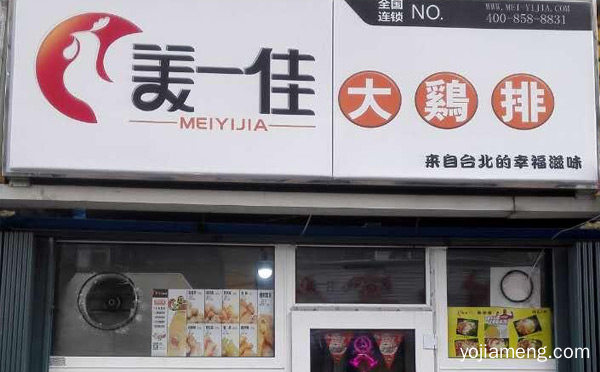 全国
连锁
NO.
WWW.MEI-YIJIA.COM
400-858-8831
美一佳
MEIYIJIA
大鷄排
来自台北的幸福滋味
yojiameng.com